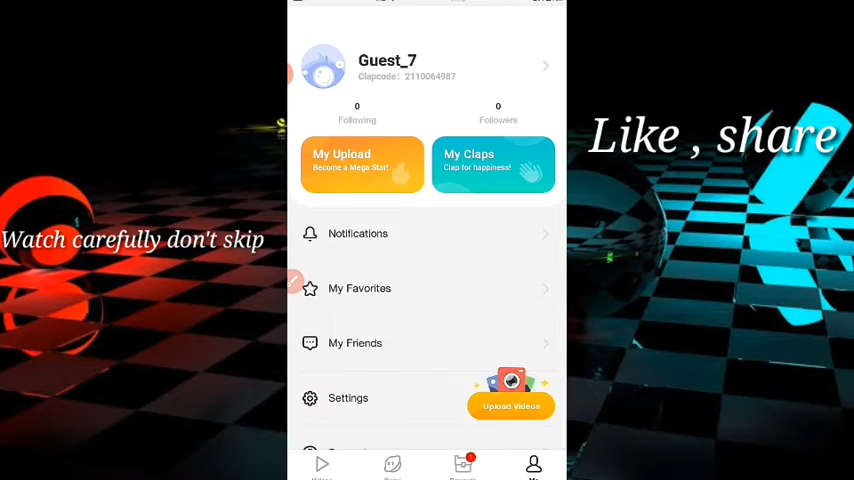 Guest_7
Clapcode: 2110064987
0
0
Following
Followers
My Upload
Become a Mega Star!
My Claps
Clap for happiness!
Like , share
Watch carefully don't skip
Notifications
My Favorites
My Friends
Settings
Upload Videos
1